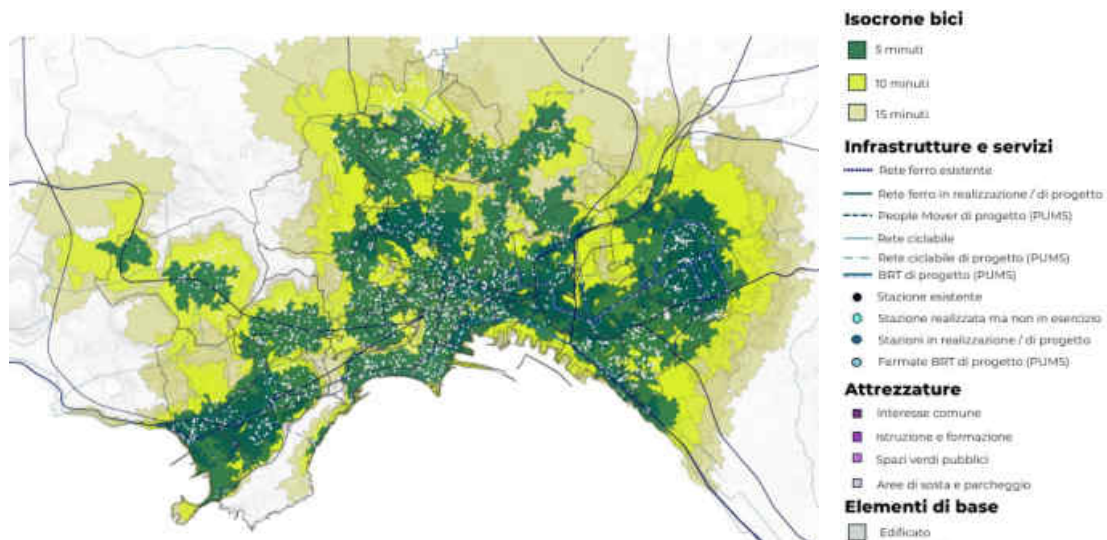 Isocrone bici
5 minuti
10 minuti
15 minuti
Infrastrutture e servizi
Rete ferro esistente
Rete ferro in realizzazione / di progetto
People Mover di progetto (PUMS)
Rete ciclabile
Rete ciclabile di progetto (PUMS)
BRT di progetto (PUMS)
Stazione esistente
Stazione realizzata ma non in esercizio
Stazioni in realizzazione / di progetto
Fermate BRT di progetto (PUMS)
Attrezzature
Interesse comune
Istruzione e formazione
Spazi verdi pubblici
Aree di sosta e parcheggio
Elementi di base
Edificato